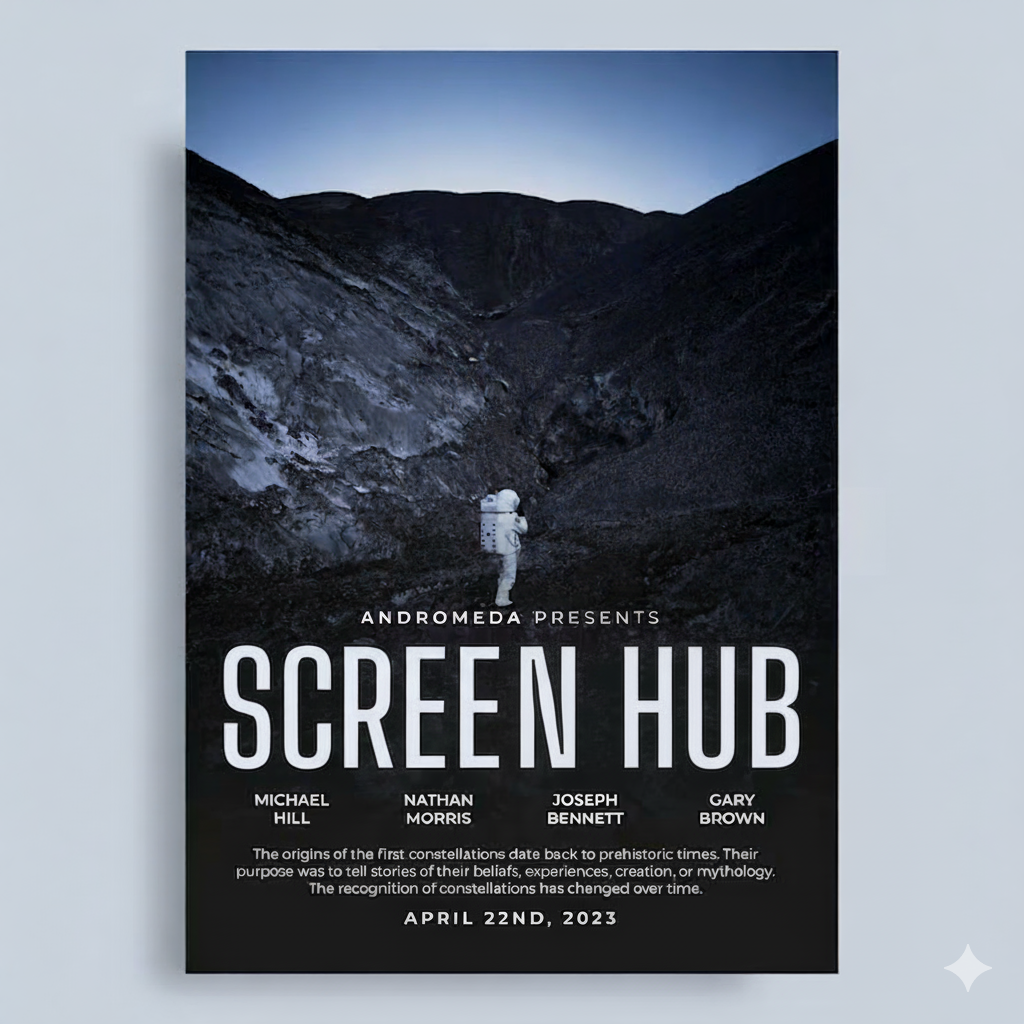 ANDROMEDA PRESENTS
SCREEN HUB
MICHAEL HILL
NATHAN MORRIS
JOSEPH BENNETT
GARY BROWN
The origins of the first constellations date back to prehistoric times. Their
purpose was to tell stories of their beliafs, experiences, creation, or mythology.
The recognition of constellations has changed over time.
APRIL 22ND, 2023